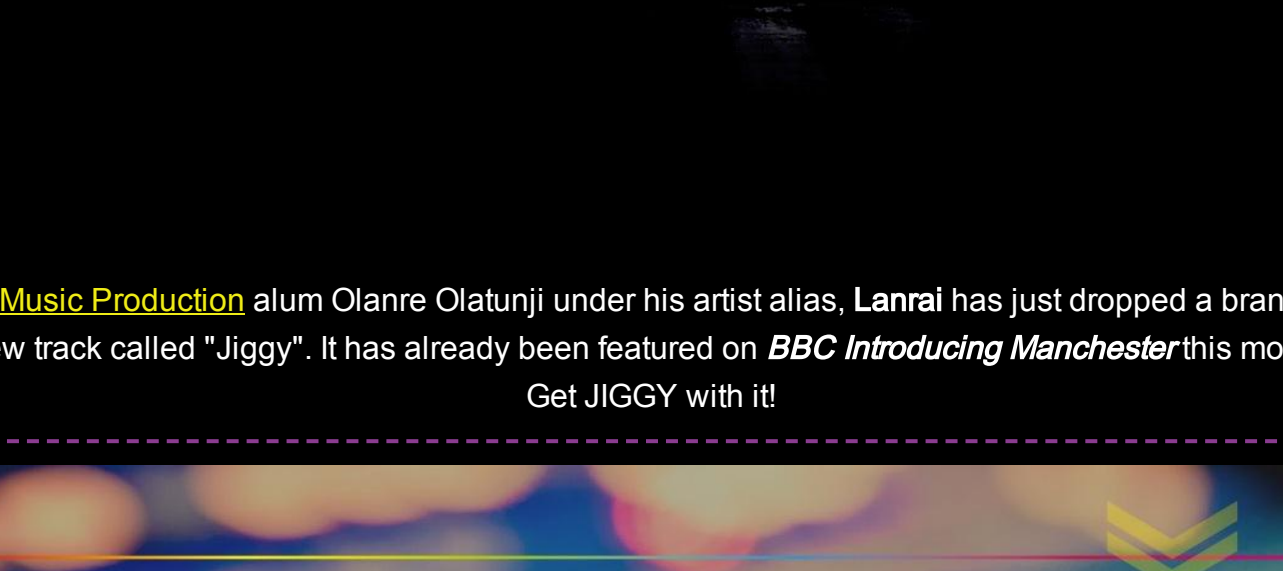 Music Production alum Olanre Olatunji under his artist alias, Lanrai has just dropped a bran
w track called "Jiggy". It has already been featured on BBC Introducing Manchester this mo
Get JIGGY with it!